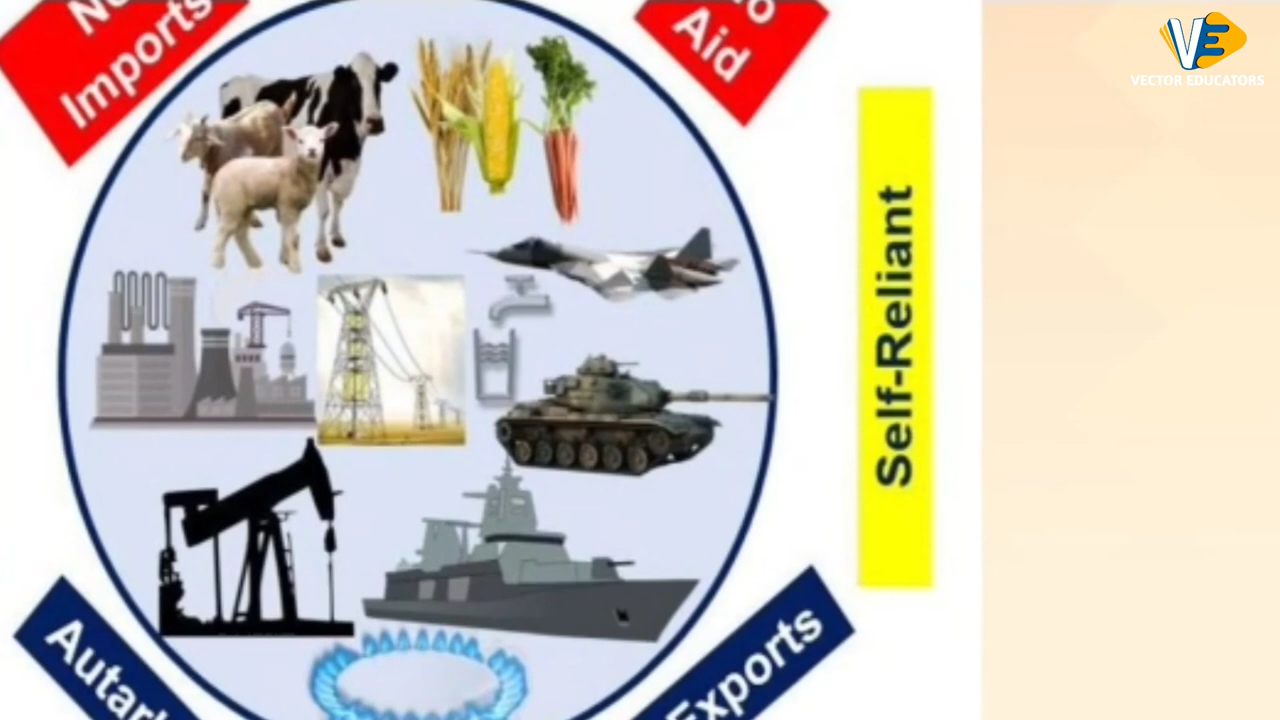 Imports
Aid
VECTOR EDUCATORS
Self-Reliant
Exports